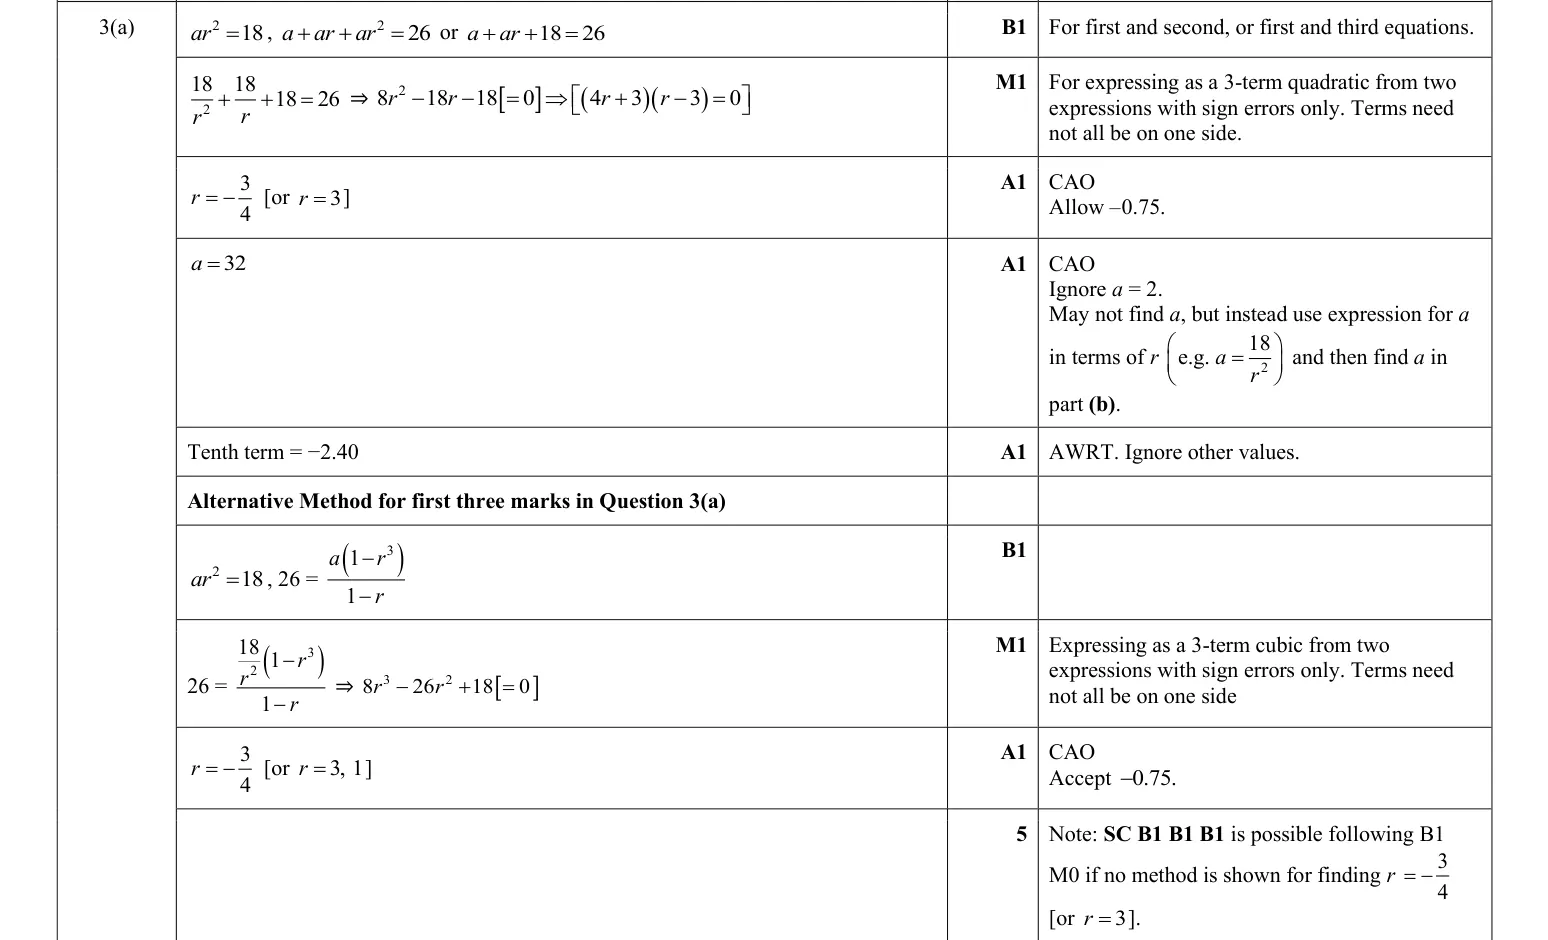 3(a)
ar² = 18, a + ar + ar² = 26 or a + ar + 18 = 26
B1
For first and second, or first and third equations.
18/r² + 18/r + 18 = 26 ⇒ 8r² − 18r − 18[= 0] ⇒ [(4r + 3)(r − 3) = 0]
M1
For expressing as a 3-term quadratic from two
expressions with sign errors only. Terms need
not all be on one side.
r = −3/4 [or r = 3]
A1
CAO
Allow –0.75.
a = 32
A1
CAO
Ignore a = 2.
May not find a, but instead use expression for a
in terms of r (e.g. a = 18/r²) and then find a in
part (b).
Tenth term = −2.40
A1
AWRT. Ignore other values.
Alternative Method for first three marks in Question 3(a)
ar² = 18, 26 = a(1 − r³)/(1 − r)
B1
26 = 18/r² (1 − r³)/(1 − r) ⇒ 8r³ − 26r² + 18[= 0]
M1
Expressing as a 3-term cubic from two
expressions with sign errors only. Terms need
not all be on one side
r = −3/4 [or r = 3, 1]
A1
CAO
Accept −0.75.
5
Note: SC B1 B1 B1 is possible following B1
M0 if no method is shown for finding r = −3/4
[or r = 3].